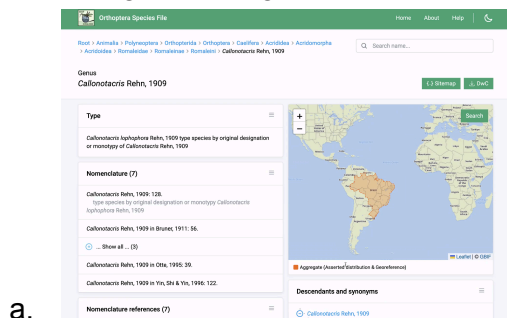 Orthoptera Species File
Home About Help
Root > Animalia > Polyneoptera > Orthopterida > Orthoptera > Caelifera > Acrididea > Acridomorpha
> Acridoidea > Romaleidae > Romaleinae > Romaleini > Callonotacris Rehn, 1909
Search name...
Genus
Callonotacris Rehn, 1909
Sitemap DwC
Type
Callonotacris lophophora Rehn, 1909 type species by original designation
or monotypy of Callonotacris Rehn, 1909
Nomenclature (7)
Callonotacris Rehn, 1909: 128.
type species by original designation or monotypy Callonotacris
lophophora Rehn, 1909
Callonotacris Rehn, 1909 in Bruner, 1911: 56.
... Show all ... (3)
Callonotacris Rehn, 1909 in Otte, 1995: 39.
Callonotacris Rehn, 1909 in Yin, Shi & Yin, 1996: 122.
Nomenclature references (7)
+
−
Search
Leaflet | © GBIF
Aggregate (Asserted distribution & Georeference)
Descendants and synonyms
Callonotacris Rehn, 1909
a.